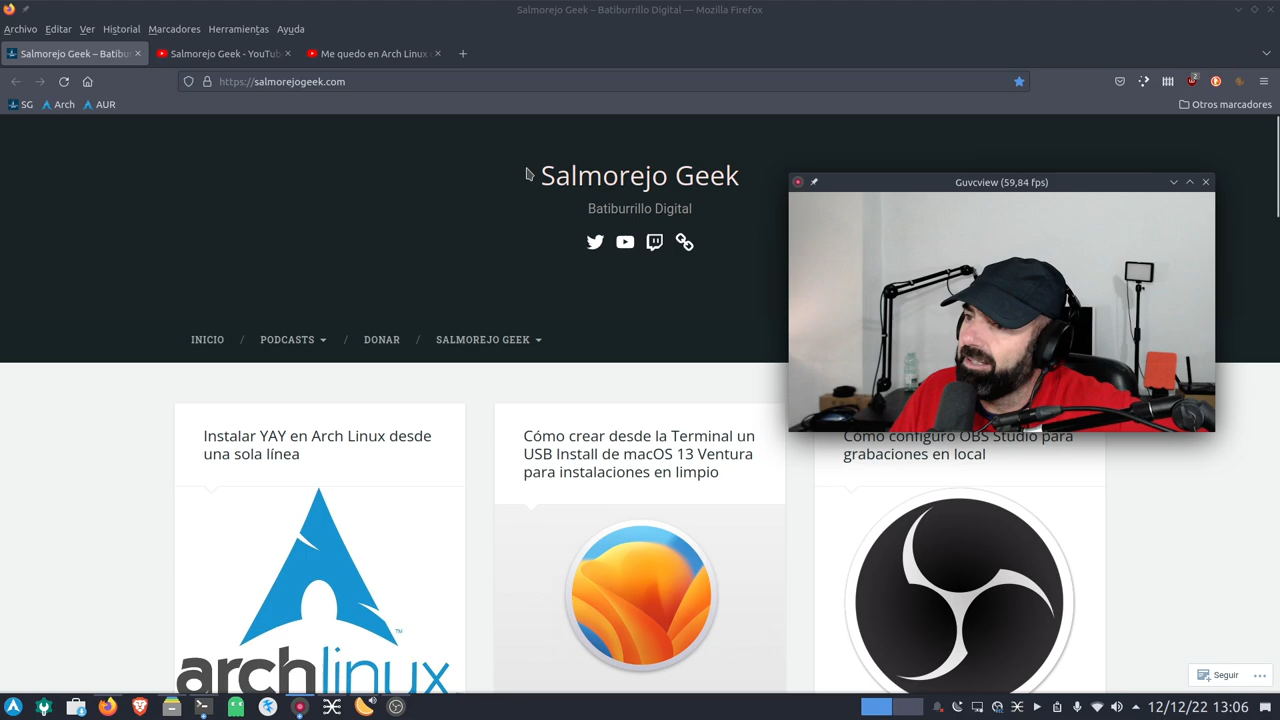 Salmorejo Geek – Batiburrillo Digital — Mozilla Firefox
Archivo Editar Ver Historial Marcadores Herramientas Ayuda
Salmorejo Geek – Batibur
Salmorejo Geek - YouTub
Me quedo en Arch Linux
https://salmorejogeek.com
SG Arch AUR Otros marcadores
Salmorejo Geek
Batiburrillo Digital
INICIO / PODCASTS / DONAR / SALMOREJO GEEK
Guvcview (59,84 fps)
Instalar YAY en Arch Linux desde
una sola línea
archlinux
TM
Cómo crear desde la Terminal un
USB Install de macOS 13 Ventura
para instalaciones en limpio
Cómo configuro OBS Studio para
grabaciones en local
Seguir
12/12/22 13:06